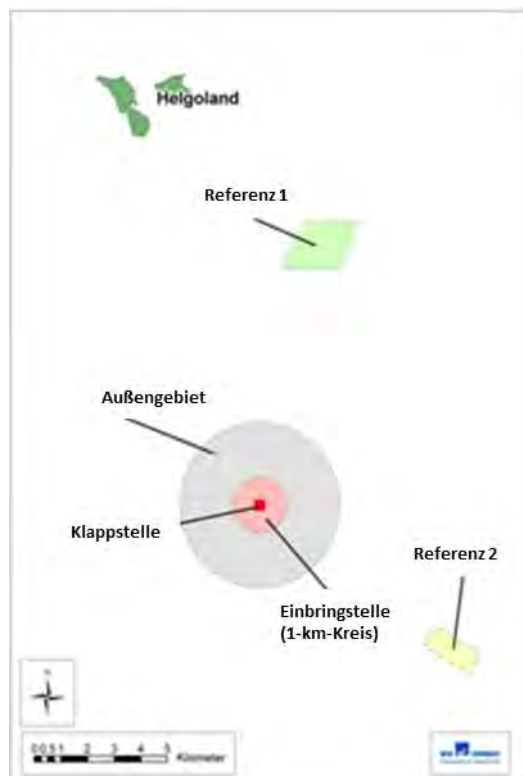 Helgoland
Referenz 1
Außengebiet
Klappstelle
Referenz 2
Einbringstelle
(1-km-Kreis)
N
0 0,5 1 2 3 4 5
Kilometer